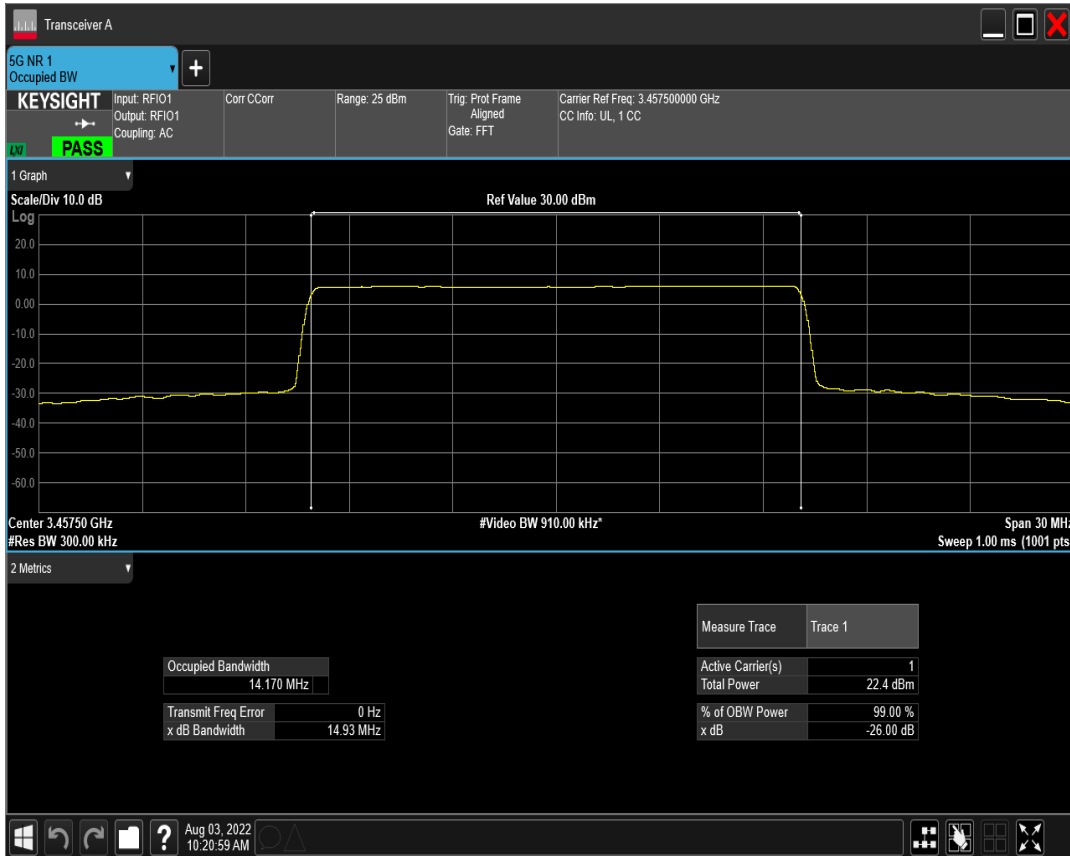 Transceiver A
5G NR 1
Occupied BW
KEYSIGHT
Input: RFIO1
Output: RFIO1
Coupling: AC
Corr CCorr
Range: 25 dBm
Trig: Prot Frame
Aligned
Gate: FFT
Carrier Ref Freq: 3.457500000 GHz
CC Info: UL, 1 CC
LXI
PASS
1 Graph
Scale/Div 10.0 dB
Ref Value 30.00 dBm
Log
20.0
10.0
0.00
-10.0
-20.0
-30.0
-40.0
-50.0
-60.0
Center 3.45750 GHz
#Video BW 910.00 kHz*
Span 30 MHz
#Res BW 300.00 kHz
Sweep 1.00 ms (1001 pts
2 Metrics
Measure Trace Trace 1
Occupied Bandwidth
14.170 MHz
Active Carrier(s) 1
Total Power 22.4 dBm
Transmit Freq Error 0 Hz
x dB Bandwidth 14.93 MHz
% of OBW Power 99.00 %
x dB -26.00 dB
?
Aug 03, 2022
10:20:59 AM